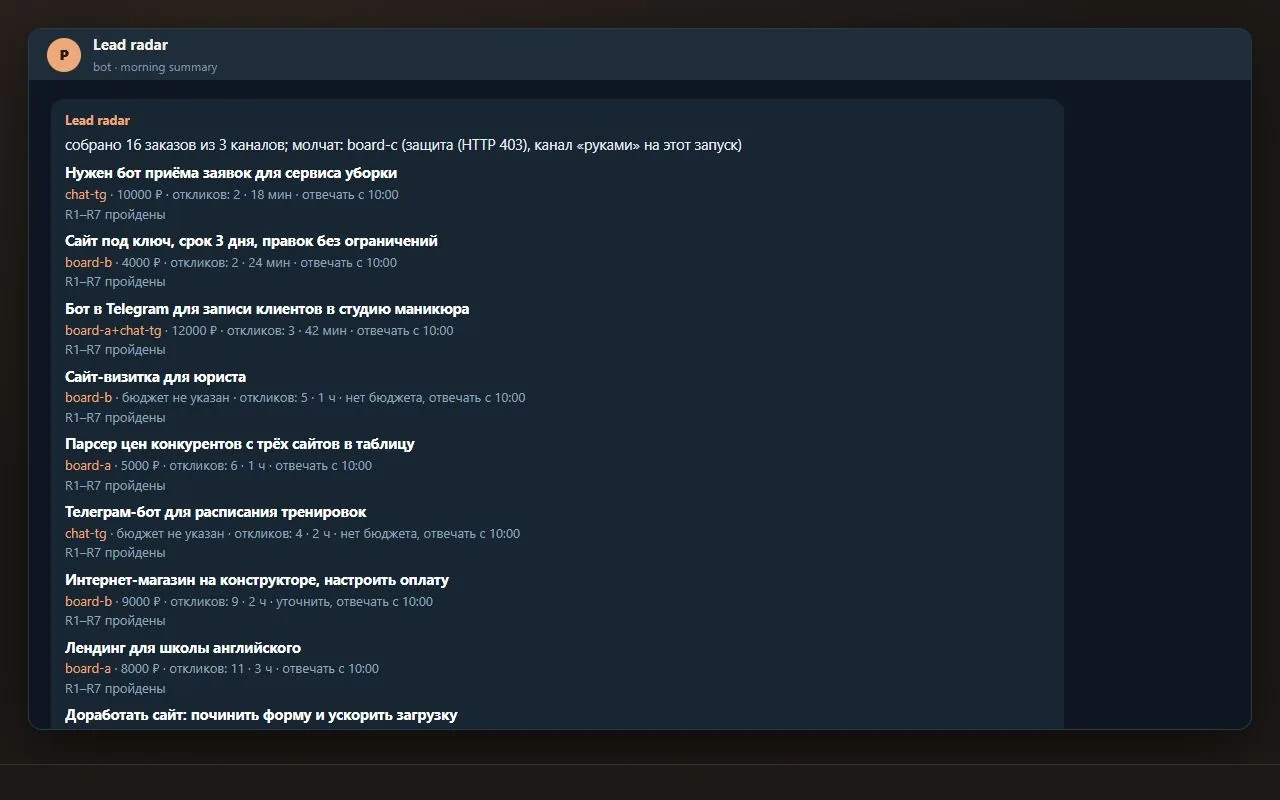 P
Lead radar
bot · morning summary
Lead radar
собрано 16 заказов из 3 каналов; молчат: board-c (защита (HTTP 403), канал «руками» на этот запуск)
Нужен бот приёма заявок для сервиса уборки
chat-tg · 10000 ₽ · откликов: 2 · 18 мин · отвечать с 10:00
R1–R7 пройдены
Сайт под ключ, срок 3 дня, правок без ограничений
board-b · 4000 ₽ · откликов: 2 · 24 мин · отвечать с 10:00
R1–R7 пройдены
Бот в Telegram для записи клиентов в студию маникюра
board-a+chat-tg · 12000 ₽ · откликов: 3 · 42 мин · отвечать с 10:00
R1–R7 пройдены
Сайт-визитка для юриста
board-b · бюджет не указан · откликов: 5 · 1 ч · нет бюджета, отвечать с 10:00
R1–R7 пройдены
Парсер цен конкурентов с трёх сайтов в таблицу
board-a · 5000 ₽ · откликов: 6 · 1 ч · отвечать с 10:00
R1–R7 пройдены
Телеграм-бот для расписания тренировок
chat-tg · бюджет не указан · откликов: 4 · 2 ч · нет бюджета, отвечать с 10:00
R1–R7 пройдены
Интернет-магазин на конструкторе, настроить оплату
board-b · 9000 ₽ · откликов: 9 · 2 ч · уточнить, отвечать с 10:00
R1–R7 пройдены
Лендинг для школы английского
board-a · 8000 ₽ · откликов: 11 · 3 ч · отвечать с 10:00
R1–R7 пройдены
Доработать сайт: починить форму и ускорить загрузку